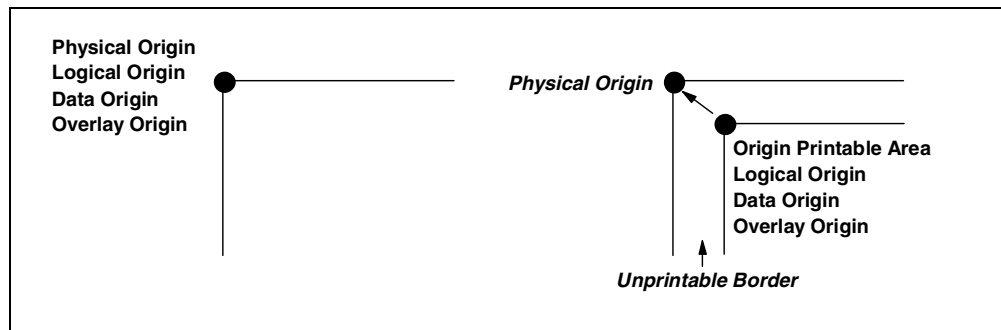 Physical Origin
Logical Origin
Data Origin
Overlay Origin
Physical Origin
Origin Printable Area
Logical Origin
Data Origin
Overlay Origin
Unprintable Border